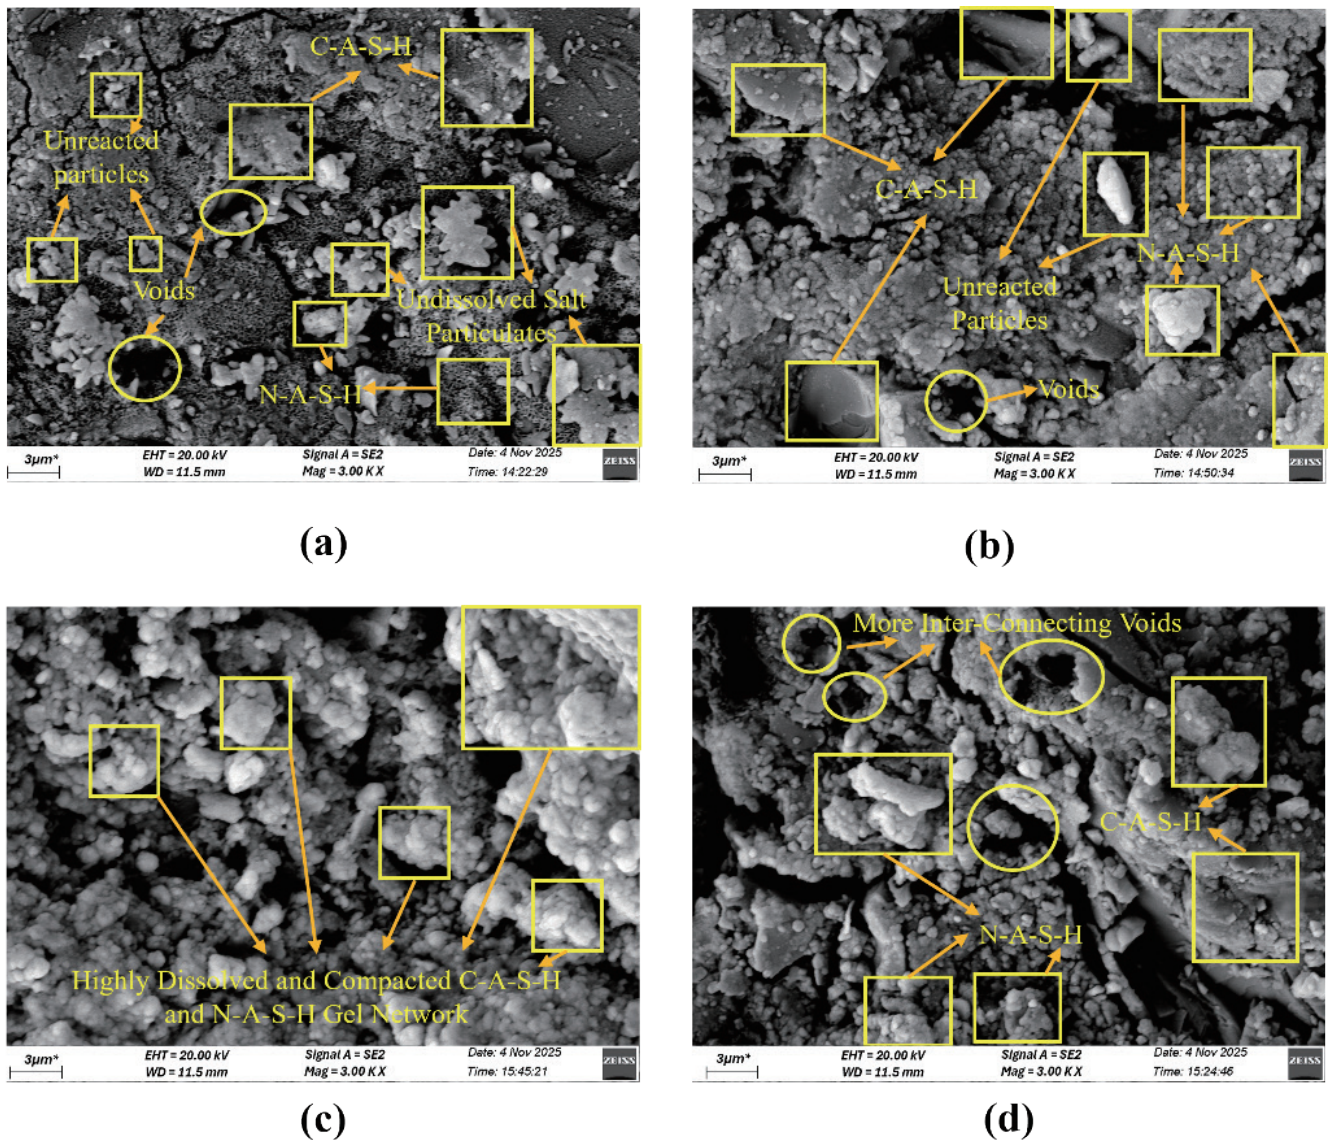 C-A-S-H
Unreacted
particles
Voids
Undissolved Salt
Particulates
N-A-S-H
3µm*
EHT = 20.00 kV
WD = 11.5 mm
Signal A = SE2
Mag = 3.00 K X
Date: 4 Nov 2025
Time: 14:22:29
ZEISS
(a)
C-A-S-H
N-A-S-H
Unreacted
Particles
Voids
3µm*
EHT = 20.00 kV
WD = 11.5 mm
Signal A = SE2
Mag = 3.00 K X
Date: 4 Nov 2025
Time: 14:50:34
ZEISS
(b)
Highly Dissolved and Compacted C-A-S-H
and N-A-S-H Gel Network
3µm*
EHT = 20.00 kV
WD = 11.5 mm
Signal A = SE2
Mag = 3.00 K X
Date: 4 Nov 2025
Time: 15:45:21
ZEISS
(c)
More Inter-Connecting Voids
C-A-S-H
N-A-S-H
3µm*
EHT = 20.00 kV
WD = 11.5 mm
Signal A = SE2
Mag = 3.00 K X
Date: 4 Nov 2025
Time: 15:24:46
ZEISS
(d)